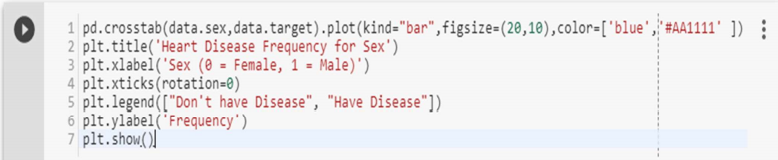 1 pd.crosstab(data.sex,data.target).plot(kind="bar",figsize=(20,10),color=['blue','#AA1111' ])
2 plt.title('Heart Disease Frequency for Sex')
3 plt.xlabel('Sex (0 = Female, 1 = Male)')
4 plt.xticks(rotation=0)
5 plt.legend(["Don't have Disease", "Have Disease"])
6 plt.ylabel('Frequency')
7 plt.show()